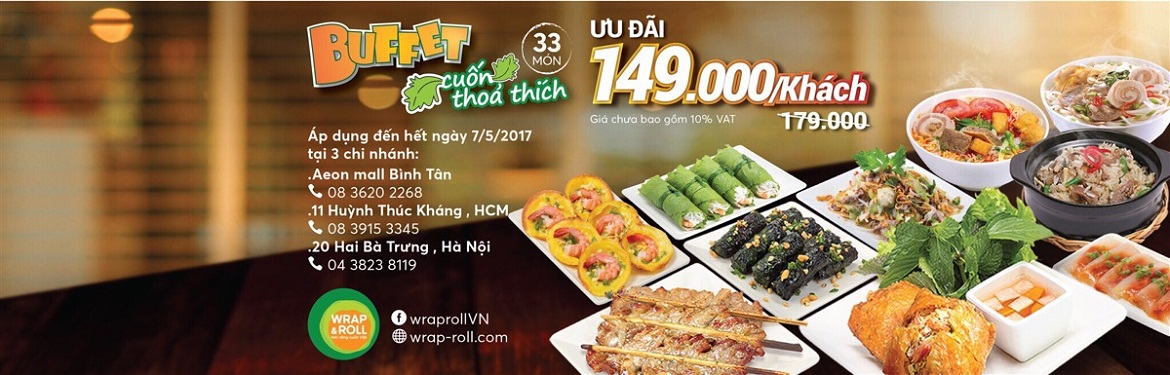 BUFFET
cuốn
thoả thích
33
MÓN
ƯU ĐÃI
149.000/Khách
179.000
Giá chưa bao gồm 10% VAT
Áp dụng đến hết ngày 7/5/2017
tại 3 chi nhánh:
.Aeon mall Bình Tân
08 3620 2268
.11 Huỳnh Thúc Kháng , HCM
08 3915 3345
.20 Hai Bà Trưng , Hà Nội
04 3823 8119
WRAP
&ROLL
wraprollVN
wrap-roll.com